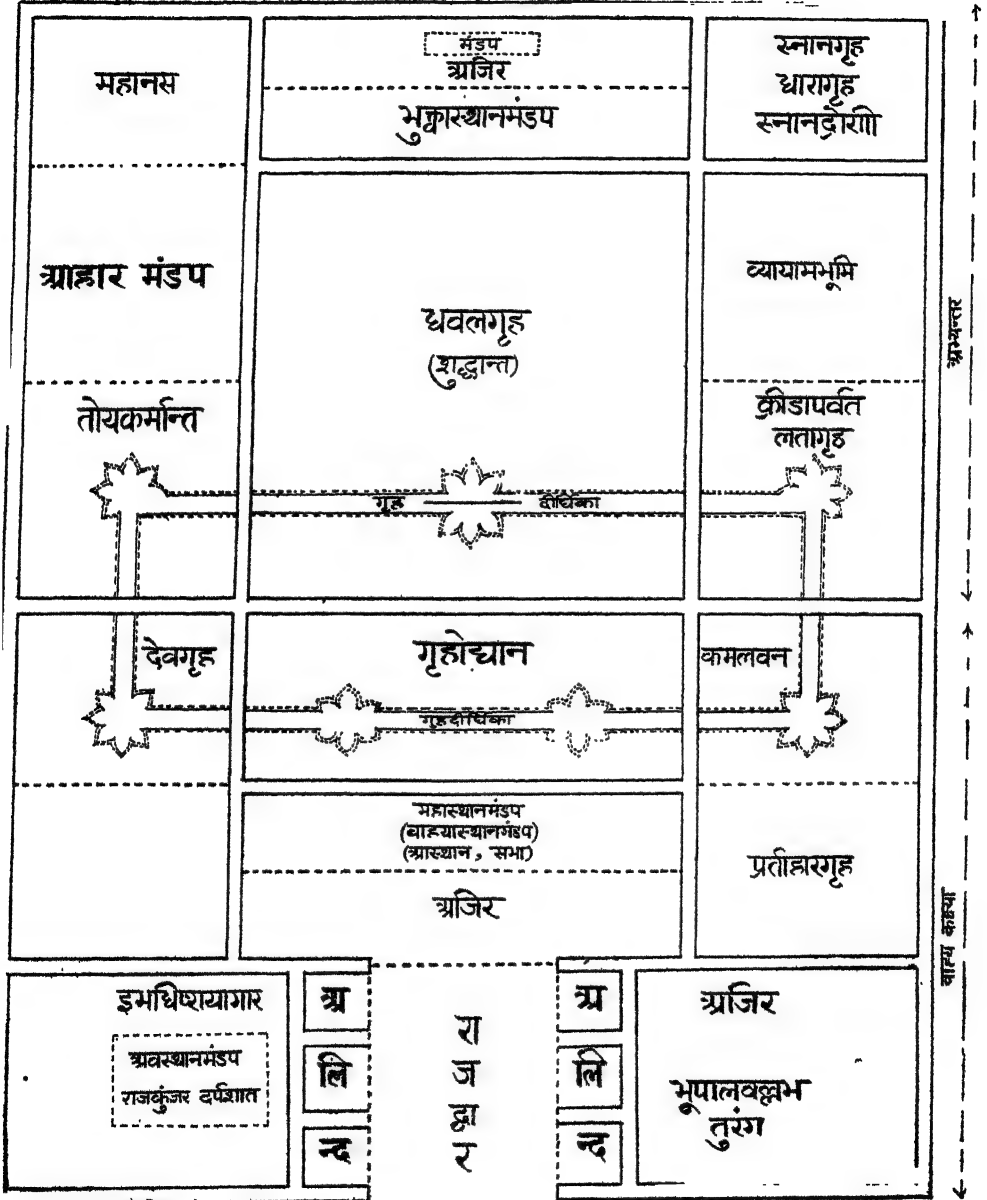 महानस
मंडप
अजिर
भुक्तास्थानमंडप
स्नानगृह
धारागृह
स्नानद्रोणी
आहार मंडप
धवलगृह
(शुद्धान्त)
व्यायामभूमि
आभ्यन्तर
तोयकर्मान्त
क्रीडापर्वत
लतागृह
गृह दीर्घिका
देवगृह
गृहोद्यान
कमलवन
गृहदीर्घिका
महास्थानमंडप
(बाह्यास्थानमंडप)
(आस्थान, सभा)
अजिर
प्रतीहारगृह
बाह्य कक्ष्या
इभधिष्ण्यागार
अवस्थानमंडप
राजकुंजर दर्पशात
अ
लि
न्द
रा
ज
द्वा
र
अ
लि
न्द
अजिर
भूपालवल्लभ
तुरंग